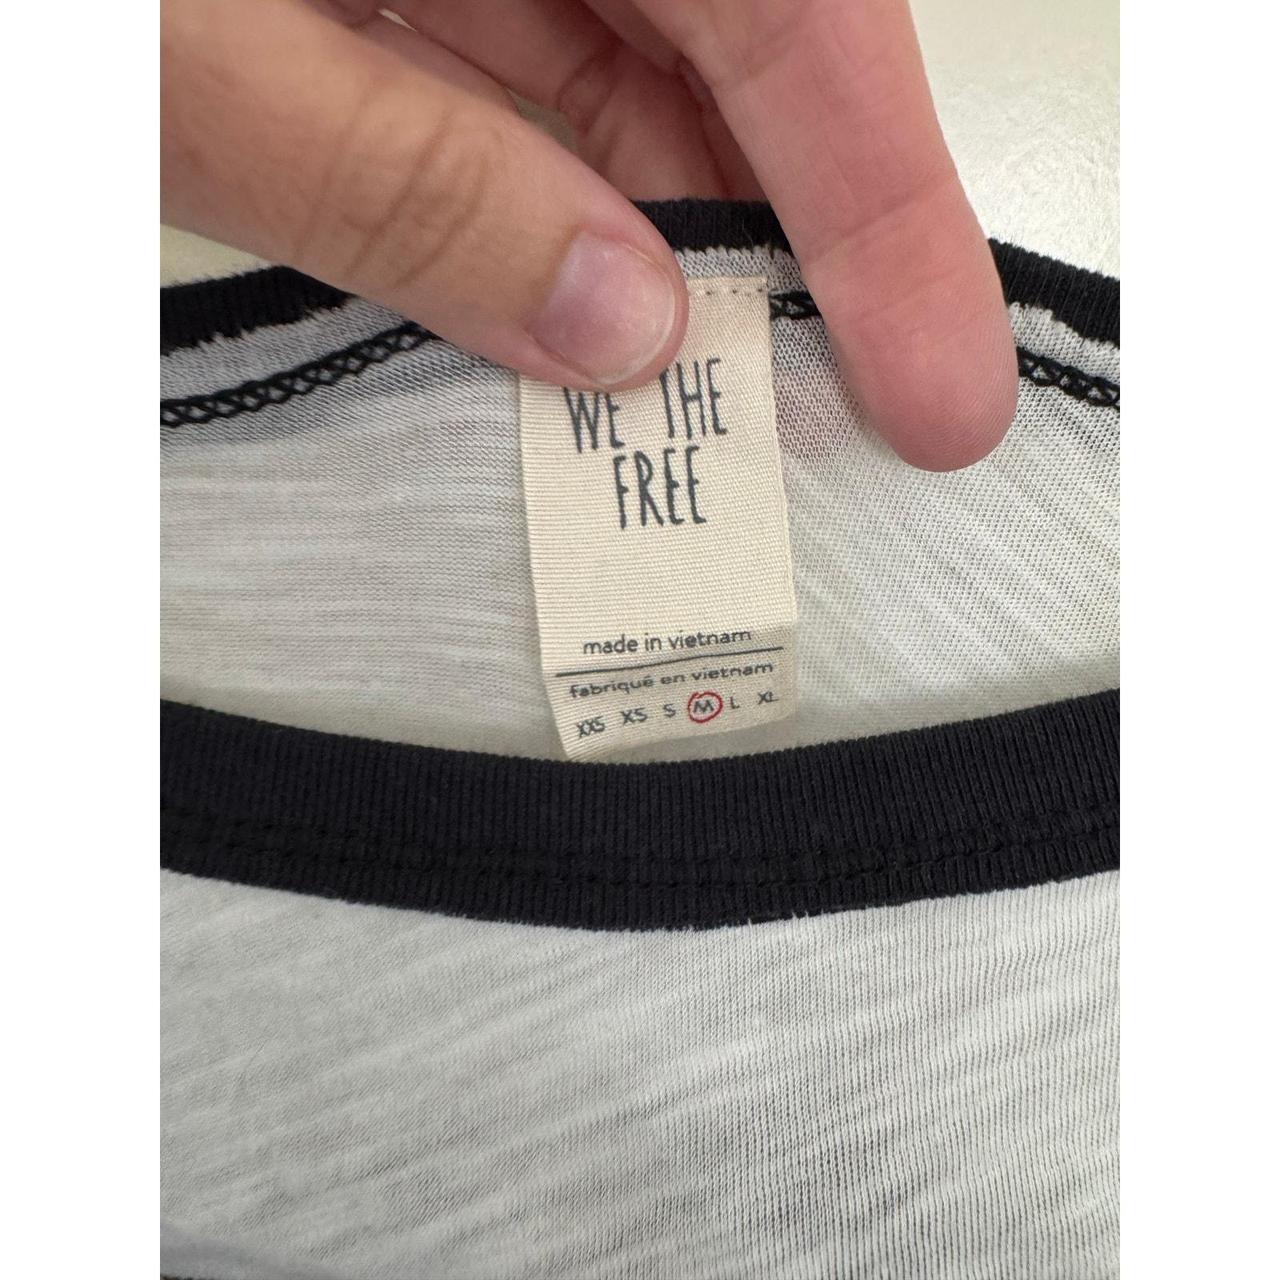 WE THE
FREE
made in vietnam
fabriqué en vietnam
XXS XS S M L XL